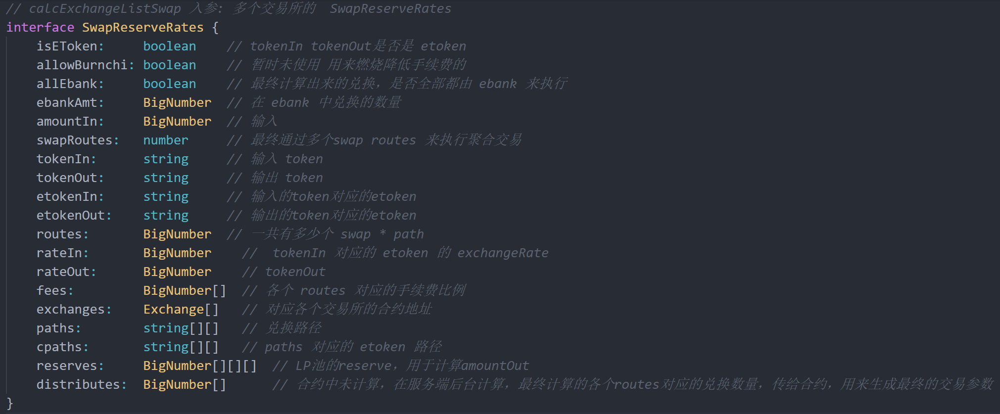 // calcExchangeListSwap 入参: 多个交易所的  SwapReserveRates
interface SwapReserveRates {
    isEToken:     boolean    // tokenIn tokenOut是否是 etoken
    allowBurnchi: boolean    // 暂时未使用 用来燃烧降低手续费的
    allEbank:     boolean    // 最终计算出来的兑换，是否全部都由 ebank 来执行
    ebankAmt:     BigNumber  // 在 ebank 中兑换的数量
    amountIn:     BigNumber  // 输入
    swapRoutes:   number     // 最终通过多个swap routes 来执行聚合交易
    tokenIn:      string     // 输入 token
    tokenOut:     string     // 输出 token
    etokenIn:     string     // 输入的token对应的etoken
    etokenOut:    string     // 输出的token对应的etoken
    routes:       BigNumber  // 一共有多少个 swap * path
    rateIn:       BigNumber    //  tokenIn 对应的 etoken 的 exchangeRate
    rateOut:      BigNumber    // tokenOut
    fees:         BigNumber[]  // 各个 routes 对应的手续费比例
    exchanges:    Exchange[]   // 对应各个交易所的合约地址
    paths:        string[][]   // 兑换路径
    cpaths:       string[][]   // paths 对应的 etoken 路径
    reserves:     BigNumber[][][]  // LP池的reserve，用于计算amountOut
    distributes:  BigNumber[]      // 合约中未计算，在服务端后台计算，最终计算的各个routes对应的兑换数量，传给合约，用来生成最终的交易参数
}